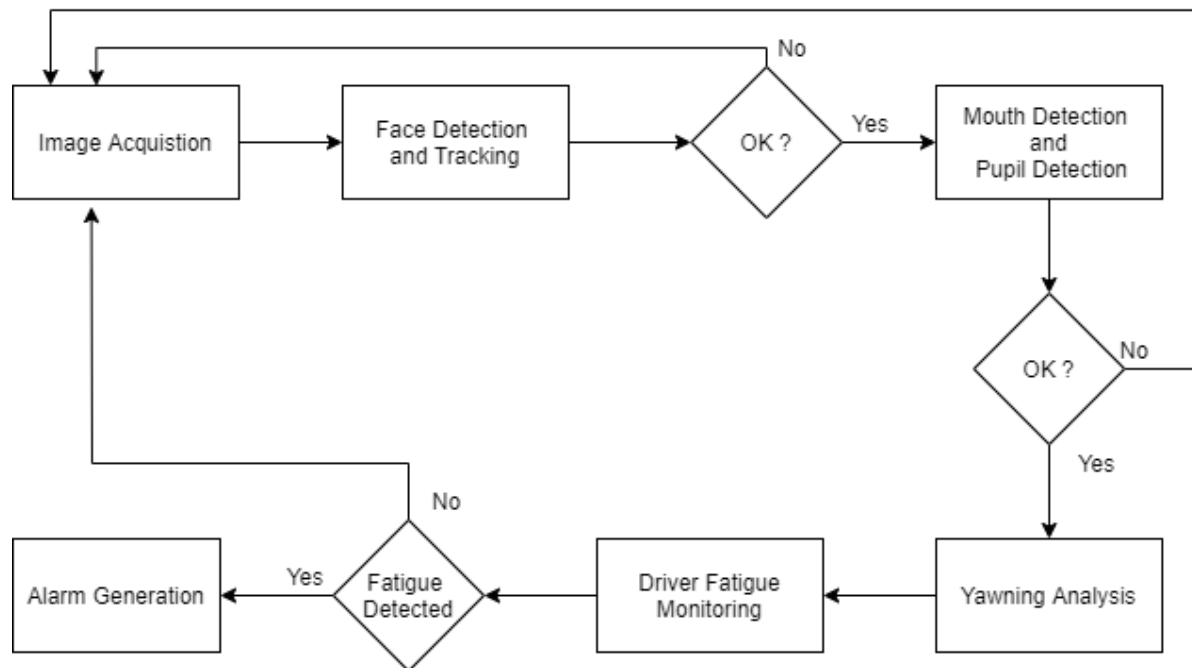 No
Image Acquistion
Face Detection
and Tracking
OK ?
Yes
Mouth Detection
and
Pupil Detection
OK ?
No
Yes
No
Alarm Generation
Yes
Fatigue
Detected
Driver Fatigue
Monitoring
Yawning Analysis